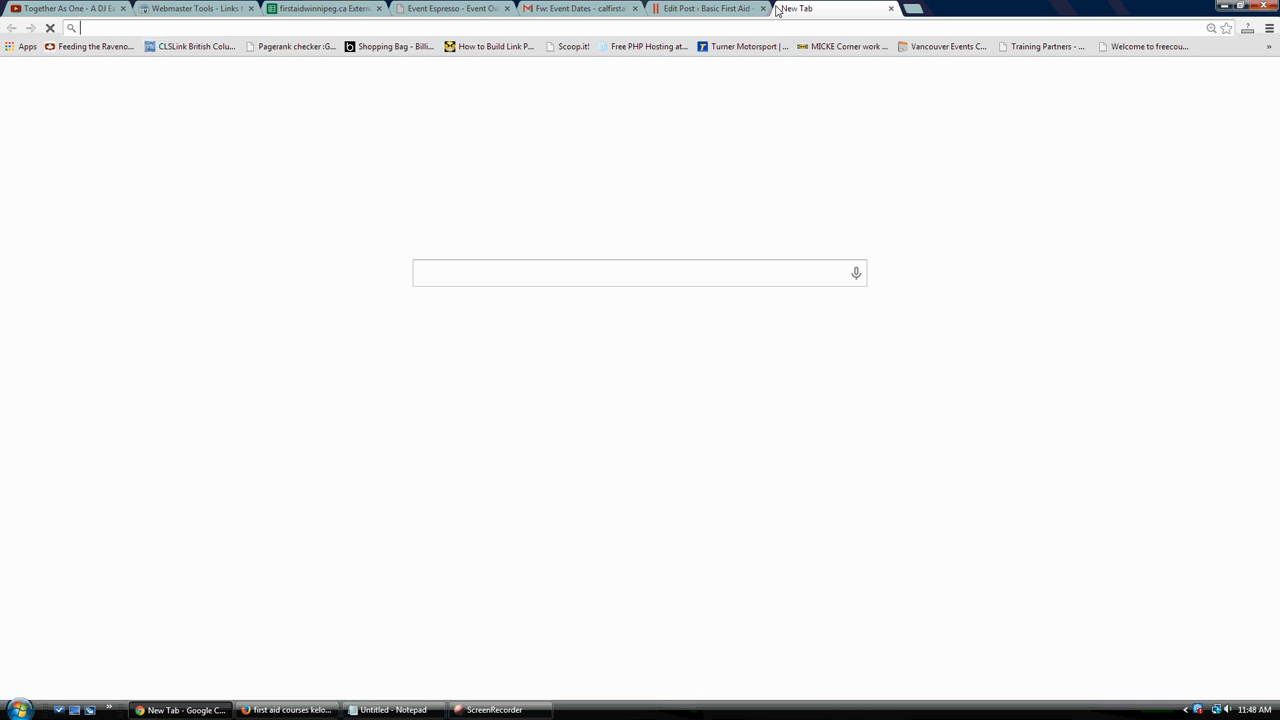 Together As One - A DJ Ea Webmaster Tools - Links t firstaidwinnipeg.ca Extern Event Espresso - Event Ov Fw: Event Dates - calfirsta Edit Post ‹ Basic First Aid - New Tab
Apps Feeding the Raveno... CLSLink British Colu... Pagerank checker :G... Shopping Bag - Billi... How to Build Link P... Scoop.it! Free PHP Hosting at... Turner Motorsport | ... MICKE Corner work ... Vancouver Events C... Training Partners - ... Welcome to freecou... »
» New Tab - Google C... first aid courses kelo... Untitled - Notepad ScreenRecorder 11:48 AM